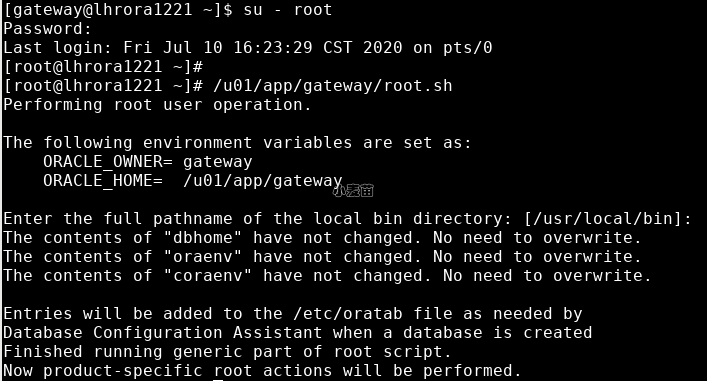 [gateway@lhrora1221 ~]$ su - root
Password:
Last login: Fri Jul 10 16:23:29 CST 2020 on pts/0
[root@lhrora1221 ~]#
[root@lhrora1221 ~]# /u01/app/gateway/root.sh
Performing root user operation.
The following environment variables are set as:
    ORACLE_OWNER= gateway
    ORACLE_HOME=  /u01/app/gateway
小麦苗
Enter the full pathname of the local bin directory: [/usr/local/bin]:
The contents of "dbhome" have not changed. No need to overwrite.
The contents of "oraenv" have not changed. No need to overwrite.
The contents of "coraenv" have not changed. No need to overwrite.
Entries will be added to the /etc/oratab file as needed by
Database Configuration Assistant when a database is created
Finished running generic part of root script.
Now product-specific root actions will be performed.